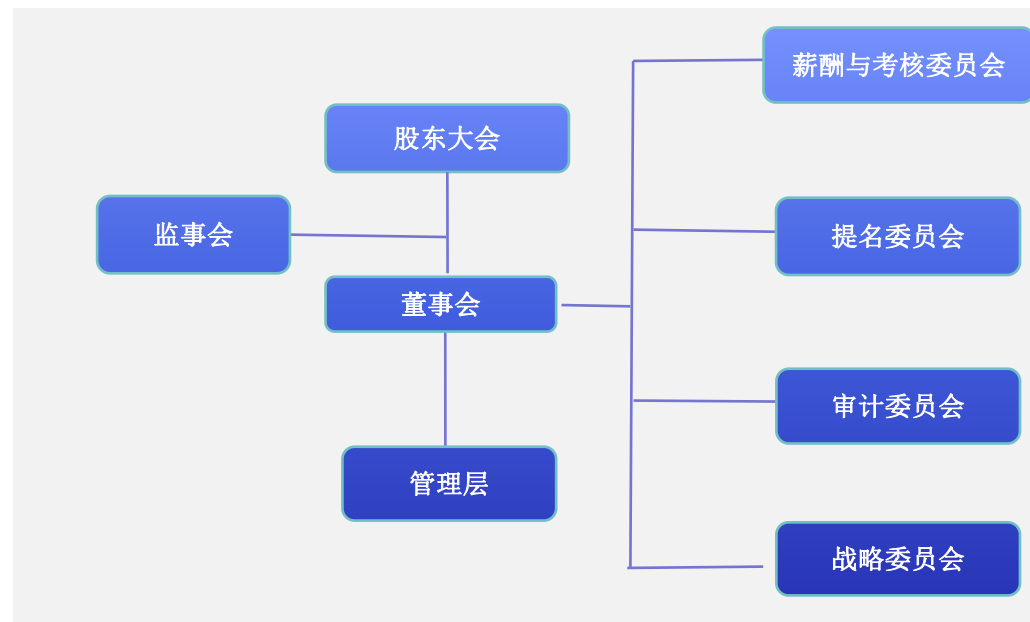 薪酬与考核委员会
股东大会
监事会
提名委员会
董事会
审计委员会
管理层
战略委员会